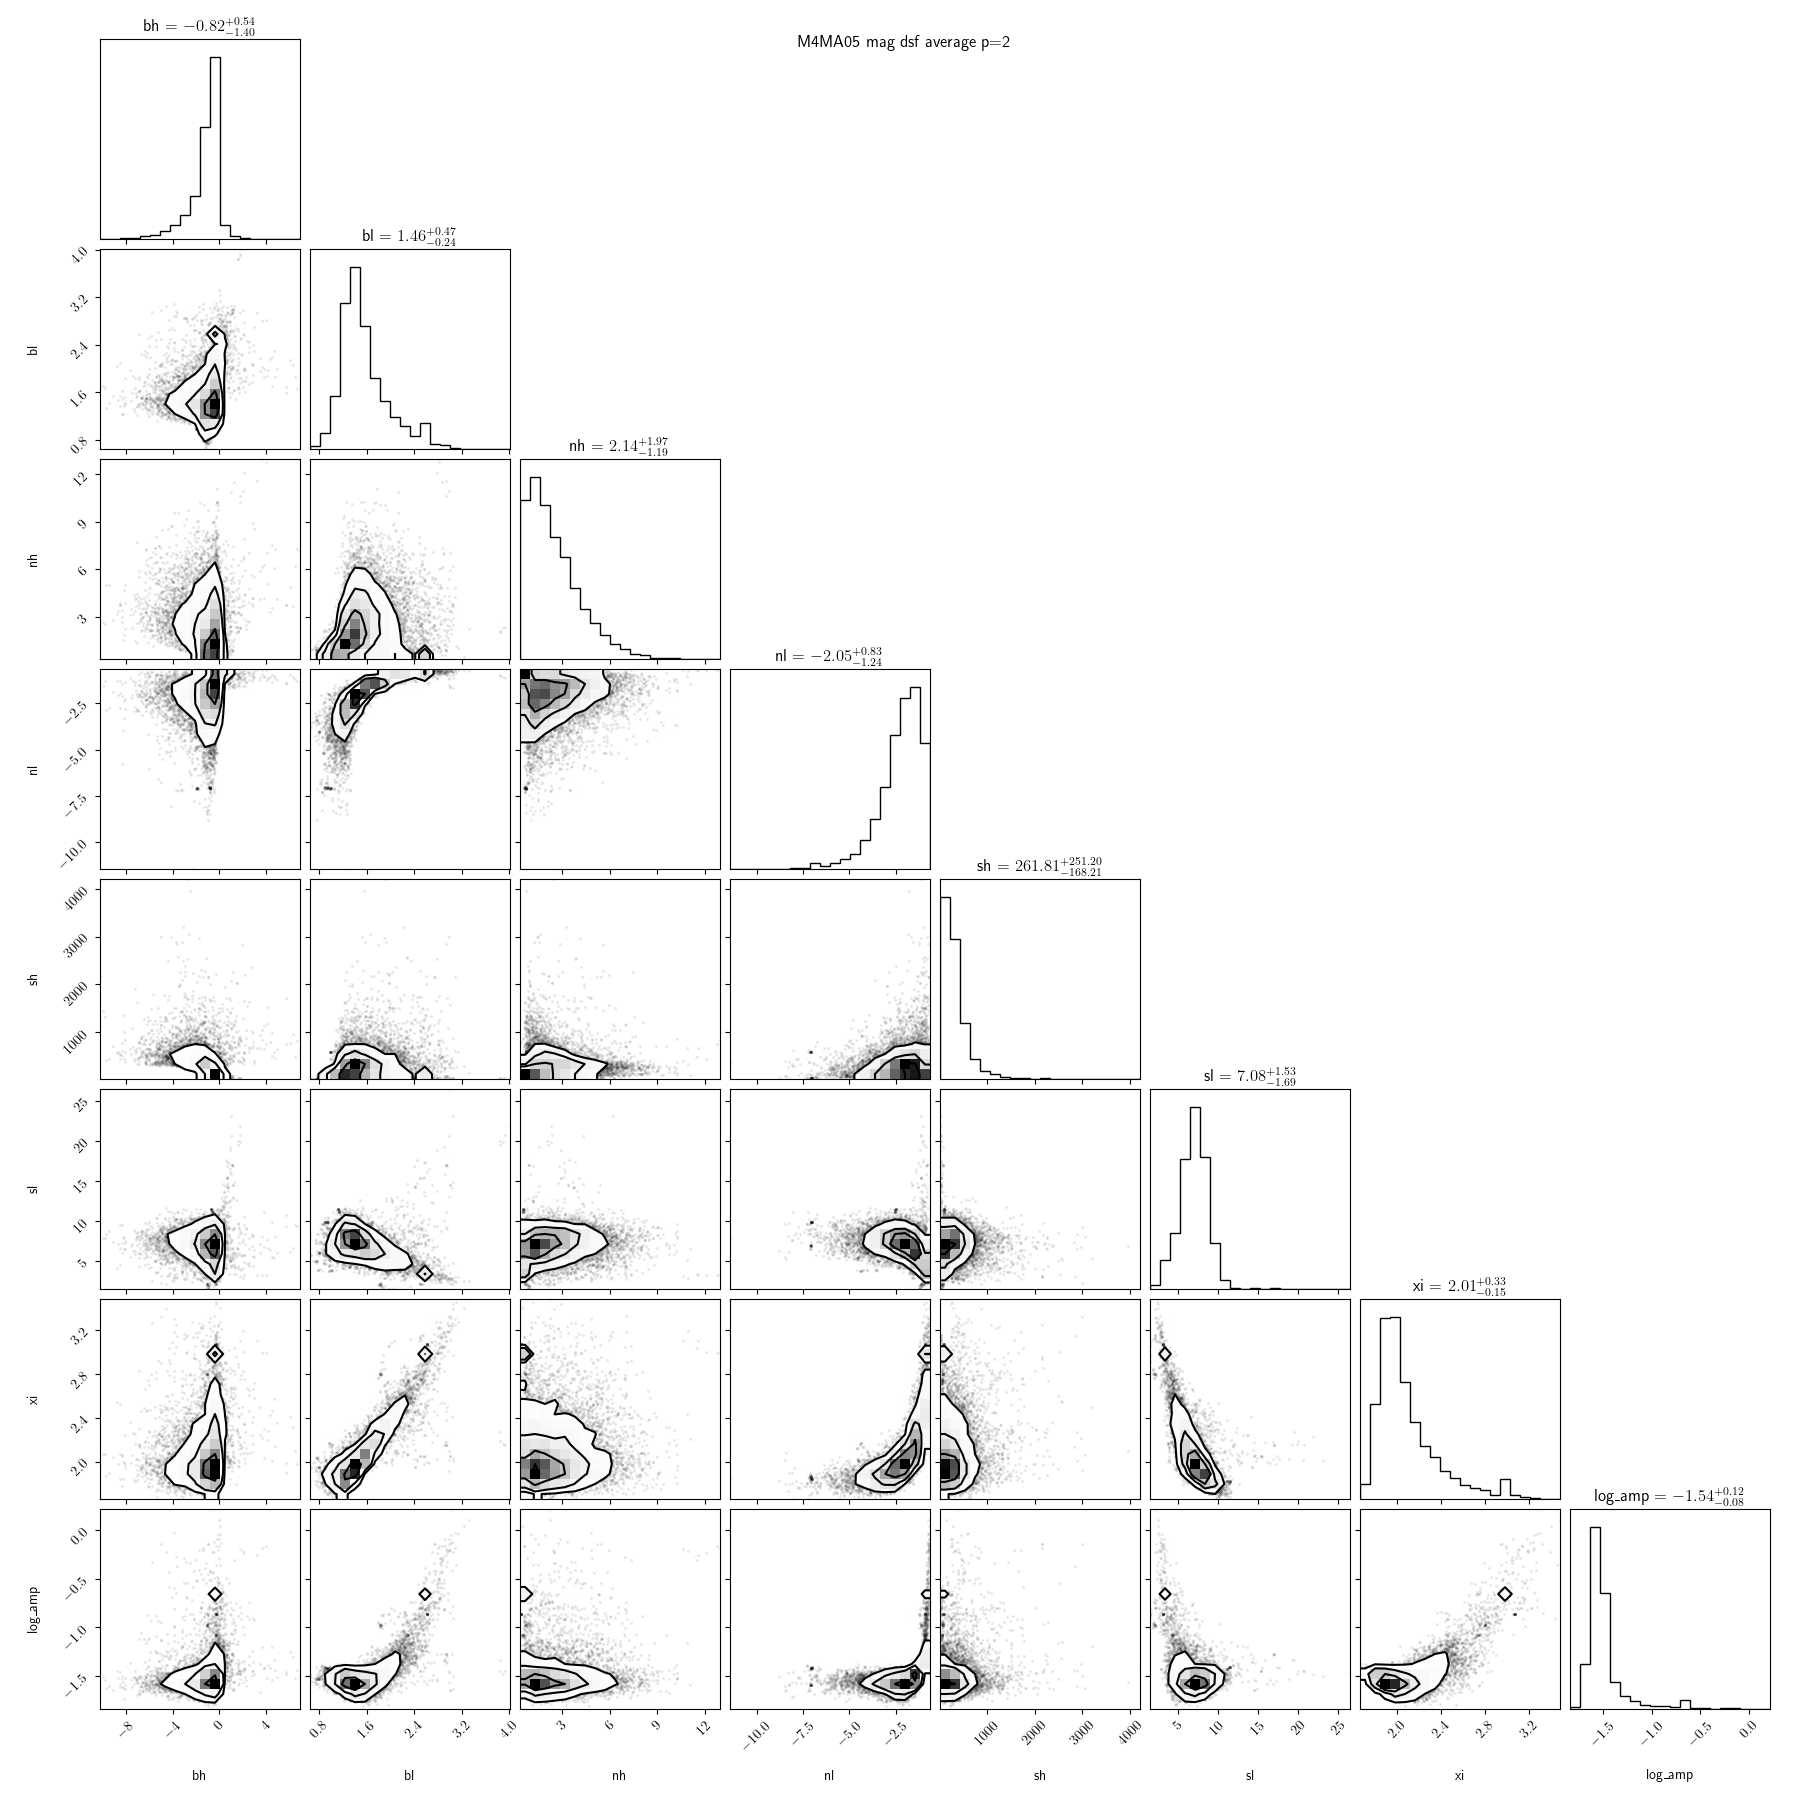 bh = −0.82+0.54−1.40
M4MA05 mag dsf average p=2
bl = 1.46+0.47−0.24
4.0
3.2
2.4
1.6
0.8
bl
nh = 2.14+1.97−1.19
12
9
6
3
nh
nl = −2.05+0.83−1.24
−2.5
−5.0
−7.5
−10.0
nl
sh = 261.81+251.20−168.21
4000
3000
2000
1000
sh
sl = 7.08+1.53−1.69
25
20
15
10
5
sl
xi = 2.01+0.33−0.15
3.2
2.8
2.4
2.0
xi
log_amp = −1.54+0.12−0.08
0.0
−0.5
−1.0
−1.5
log_amp
−8 −4 0 4 0.8 1.6 2.4 3.2 4.0 3 6 9 12 −10.0 −7.5 −5.0 −2.5 1000 2000 3000 4000 5 10 15 20 25 2.0 2.4 2.8 3.2 −1.5 −1.0 −0.5 0.0
bh bl nh nl sh sl xi log_amp